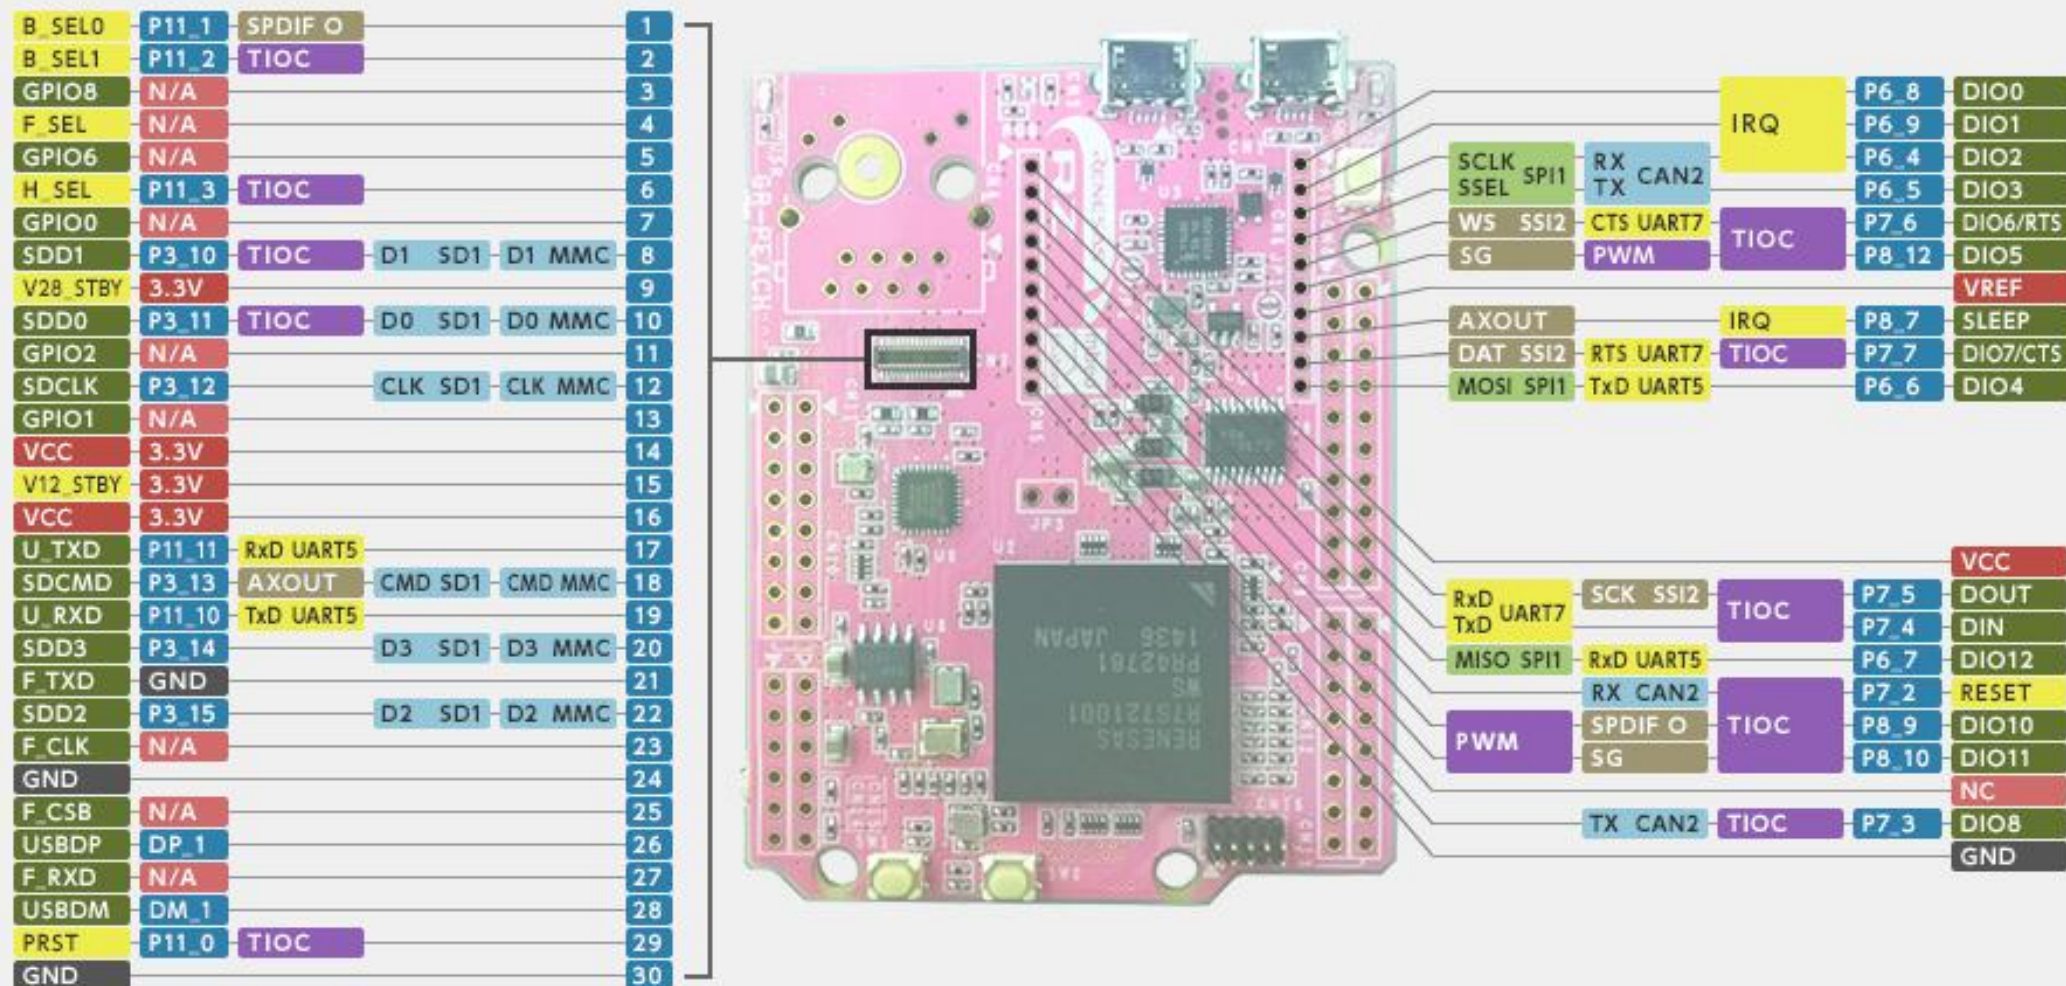 B_SEL0 P11_1 SPDIF O 1
B_SEL1 P11_2 TIOC 2
GPIO8 N/A 3
F_SEL N/A 4
GPIO6 N/A 5
H_SEL P11_3 TIOC 6
GPIO0 N/A 7
SDD1 P3_10 TIOC D1 SD1 D1 MMC 8
V28_STBY 3.3V 9
SDD0 P3_11 TIOC D0 SD1 D0 MMC 10
GPIO2 N/A 11
SDCLK P3_12 CLK SD1 CLK MMC 12
GPIO1 N/A 13
VCC 3.3V 14
V12_STBY 3.3V 15
VCC 3.3V 16
U_TXD P11_11 RxD UART5 17
SDCMD P3_13 AXOUT CMD SD1 CMD MMC 18
U_RXD P11_10 TxD UART5 19
SDD3 P3_14 D3 SD1 D3 MMC 20
F_TXD GND 21
SDD2 P3_15 D2 SD1 D2 MMC 22
F_CLK N/A 23
GND 24
F_CSB N/A 25
USBDP DP_1 26
F_RXD N/A 27
USBDM DM_1 28
PRST P11_0 TIOC 29
GND 30
GR-PEACH
RENESAS
RZ
JP3
U2
RENESAS
R7S721001
WS
PR42781
1436
JAPAN
IRQ P6_8 DIO0
P6_9 DIO1
SCLK SPI1 RX CAN2 P6_4 DIO2
SSEL TX P6_5 DIO3
WS SSI2 CTS UART7 TIOC P7_6 DIO6/RTS
SG PWM P8_12 DIO5
VREF
AXOUT IRQ P8_7 SLEEP
DAT SSI2 RTS UART7 TIOC P7_7 DIO7/CTS
MOSI SPI1 TxD UART5 P6_6 DIO4
VCC
RxD UART7 SCK SSI2 TIOC P7_5 DOUT
TxD P7_4 DIN
MISO SPI1 RxD UART5 P6_7 DIO12
RX CAN2 TIOC P7_2 RESET
PWM SPDIF O P8_9 DIO10
SG P8_10 DIO11
NC
TX CAN2 TIOC P7_3 DIO8
GND